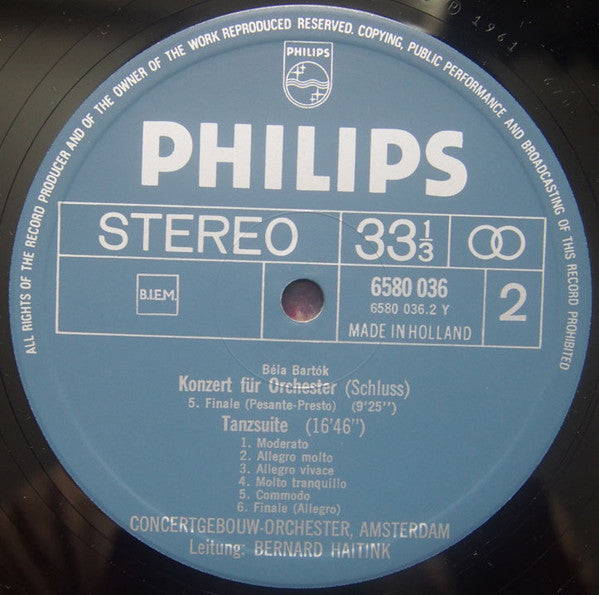 ALL RIGHTS OF THE RECORD PRODUCER AND OF THE OWNER OF THE WORK REPRODUCED RESERVED. COPYING, PUBLIC PERFORMANCE AND BROADCASTING OF THIS RECORD PROHIBITED
℗ 1961 670
PHILIPS
PHILIPS
STEREO 33⅓
B.I.E.M. 6580 036 2
6580 036.2 Y
MADE IN HOLLAND
Béla Bartók
Konzert für Orchester (Schluss)
5. Finale (Pesante-Presto) (9'25")
Tanzsuite (16'46")
1. Moderato
2. Allegro molto
3. Allegro vivace
4. Molto tranquillo
5. Commodo
6. Finale (Allegro)
CONCERTGEBOUW-ORCHESTER, AMSTERDAM
Leitung: BERNARD HAITINK